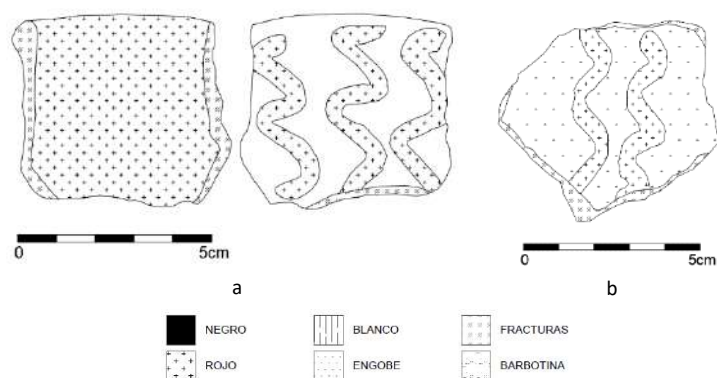 0 5cm
0 5cm
a b
NEGRO BLANCO FRACTURAS
ROJO ENGOBE BARBOTINA